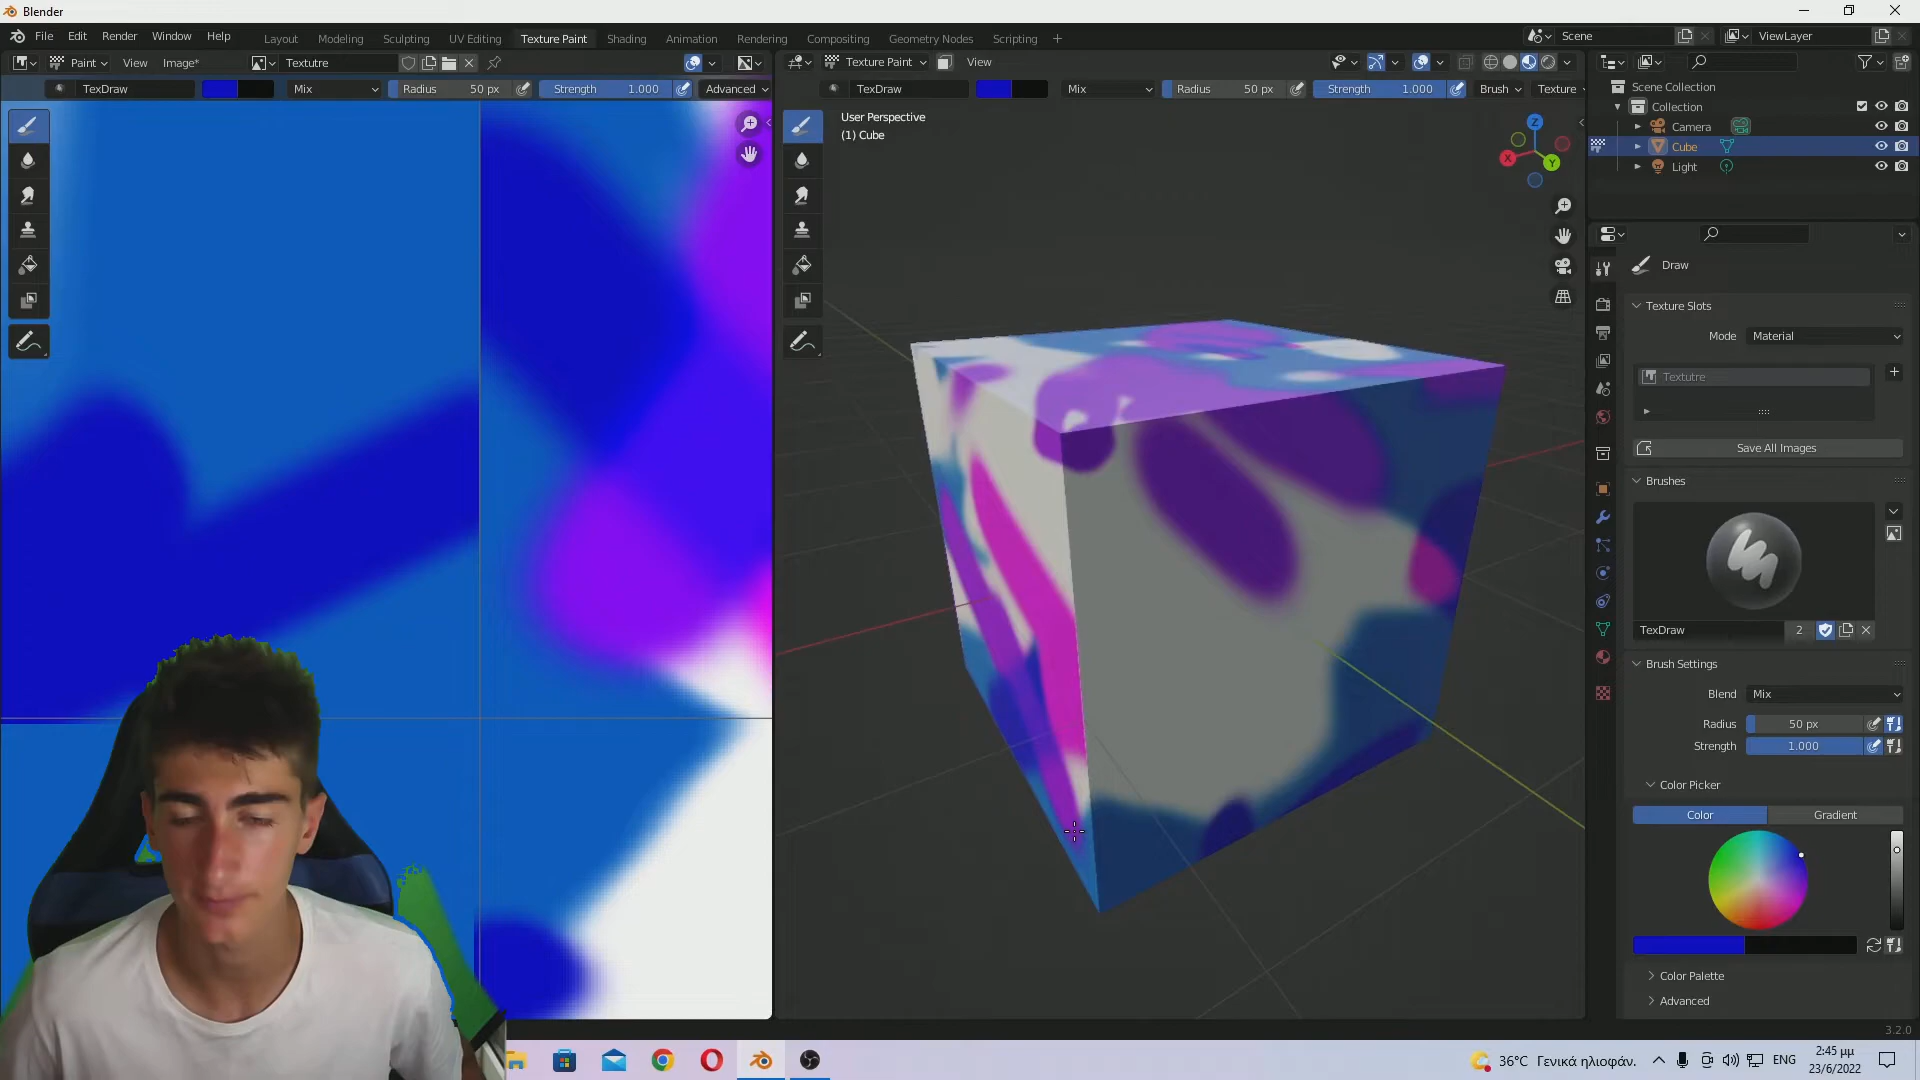 Blender
File Edit Render Window Help
Layout Modeling Sculpting UV Editing Texture Paint Shading Animation Rendering Compositing Geometry Nodes Scripting +
Scene
ViewLayer
Paint View Image* Textutre
Texture Paint View
TexDraw Mix Radius 50 px Strength 1.000 Advanced
TexDraw Mix Radius 50 px Strength 1.000 Brush Texture
User Perspective
(1) Cube
Z
X
Y
Scene Collection
Collection
Camera
Cube
Light
Draw
Texture Slots
Mode Material
Textutre
Save All Images
Brushes
TexDraw 2
Brush Settings
Blend Mix
Radius 50 px
Strength 1.000
Color Picker
Color Gradient
Color Palette
Advanced
3.2.0
36°C Γενικά ηλιοφάν. ENG
2:45 μμ
23/6/2022